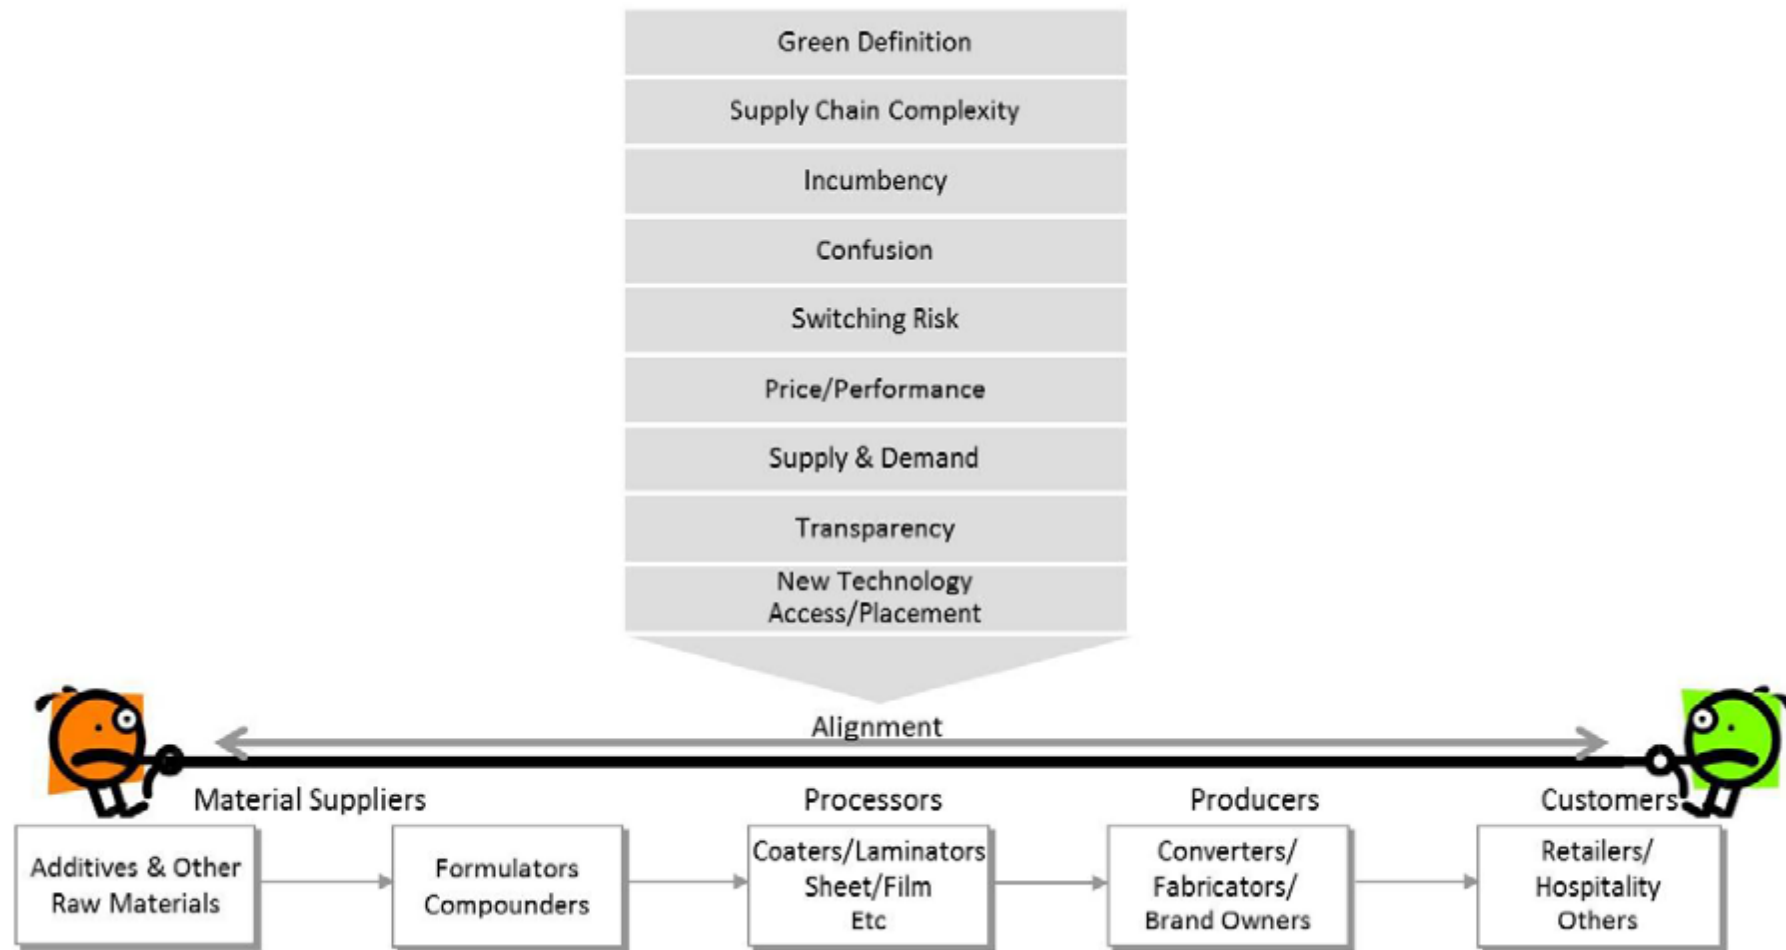 Green Definition
Supply Chain Complexity
Incumbency
Confusion
Switching Risk
Price/Performance
Supply & Demand
Transparency
New Technology
Access/Placement
Alignment
Material Suppliers
Processors
Producers
Customers
Additives & Other
Raw Materials
Formulators
Compounders
Coaters/Laminators
Sheet/Film
Etc
Converters/
Fabricators/
Brand Owners
Retailers/
Hospitality
Others